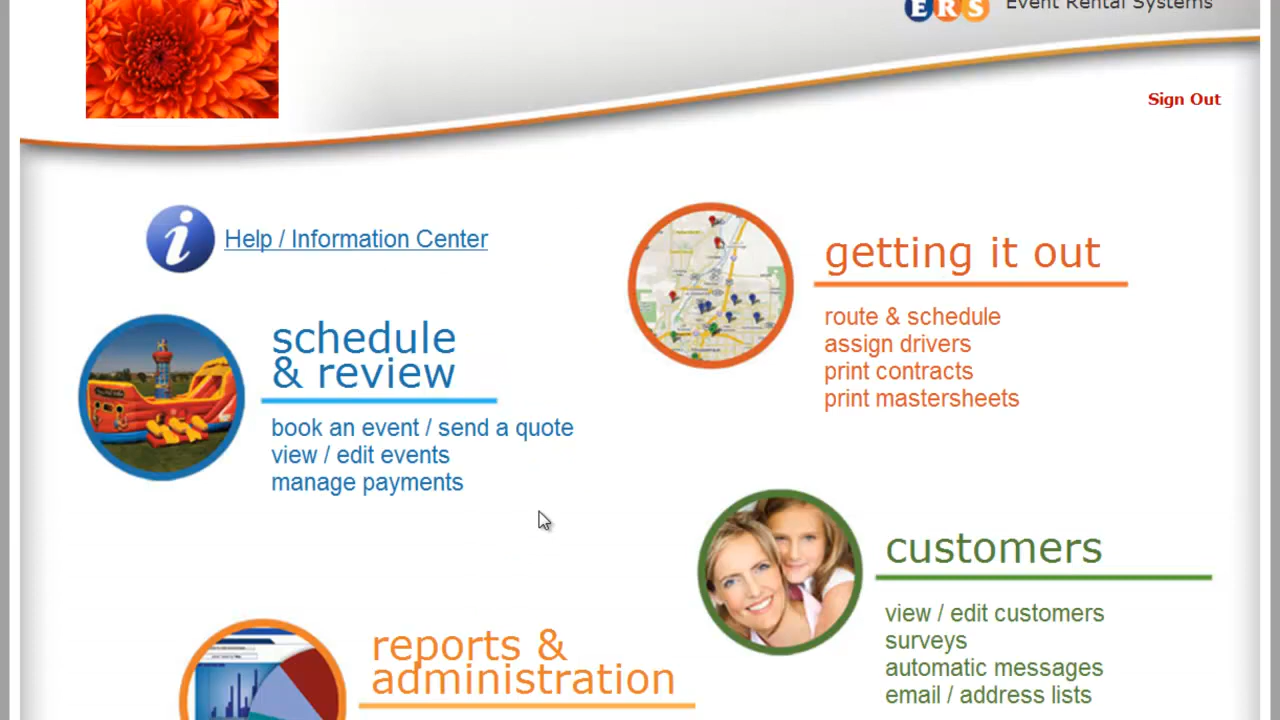 ERS Event Rental Systems
Sign Out
Help / Information Center
schedule
& review
book an event / send a quote
view / edit events
manage payments
getting it out
route & schedule
assign drivers
print contracts
print mastersheets
customers
view / edit customers
surveys
automatic messages
email / address lists
reports &
administration